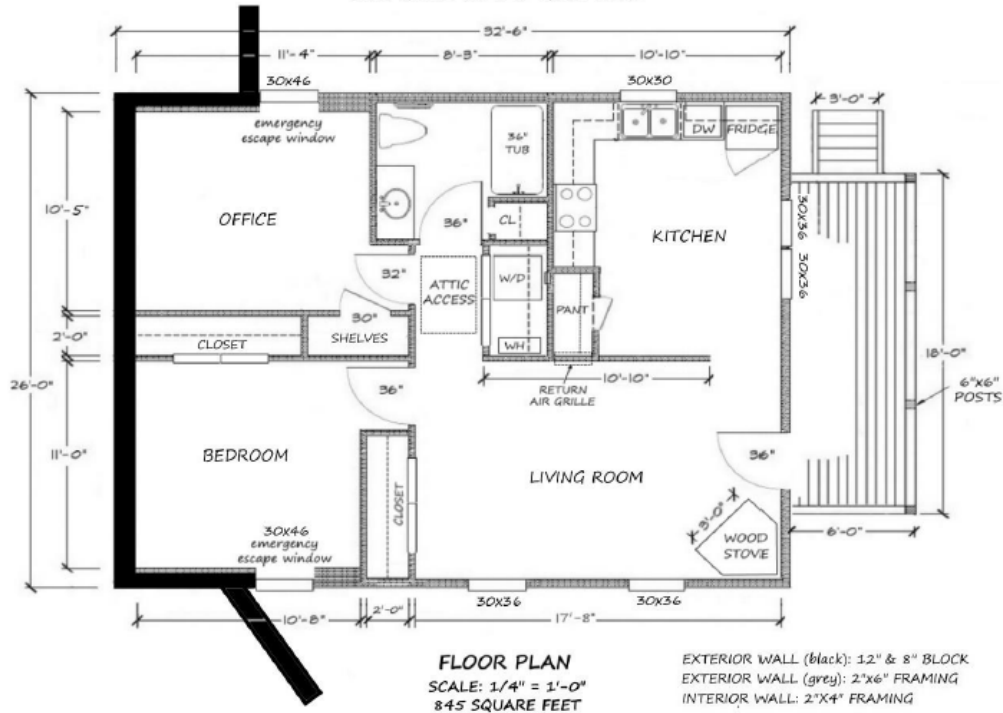 32'-6"
11'-4"
8'-3"
10'-10"
30x46
30x30
3'-0"
emergency
escape window
36"
TUB
DW
FRIDGE
10'-5"
OFFICE
36"
CL
KITCHEN
30x36
30x36
32"
ATTIC
ACCESS
W/D
30"
PANT
2'-0"
CLOSET
SHELVES
WH
18'-0"
26'-0"
36"
10'-10"
RETURN
AIR GRILLE
6"x6"
POSTS
11'-0"
BEDROOM
LIVING ROOM
36"
CLOSET
3'-0"
30x46
emergency
escape window
WOOD
STOVE
6'-0"
30x36
30x36
10'-8"
2'-0"
17'-8"
FLOOR PLAN
SCALE: 1/4" = 1'-0"
845 SQUARE FEET
EXTERIOR WALL (black): 12" & 8" BLOCK
EXTERIOR WALL (grey): 2"x6" FRAMING
INTERIOR WALL: 2"X4" FRAMING